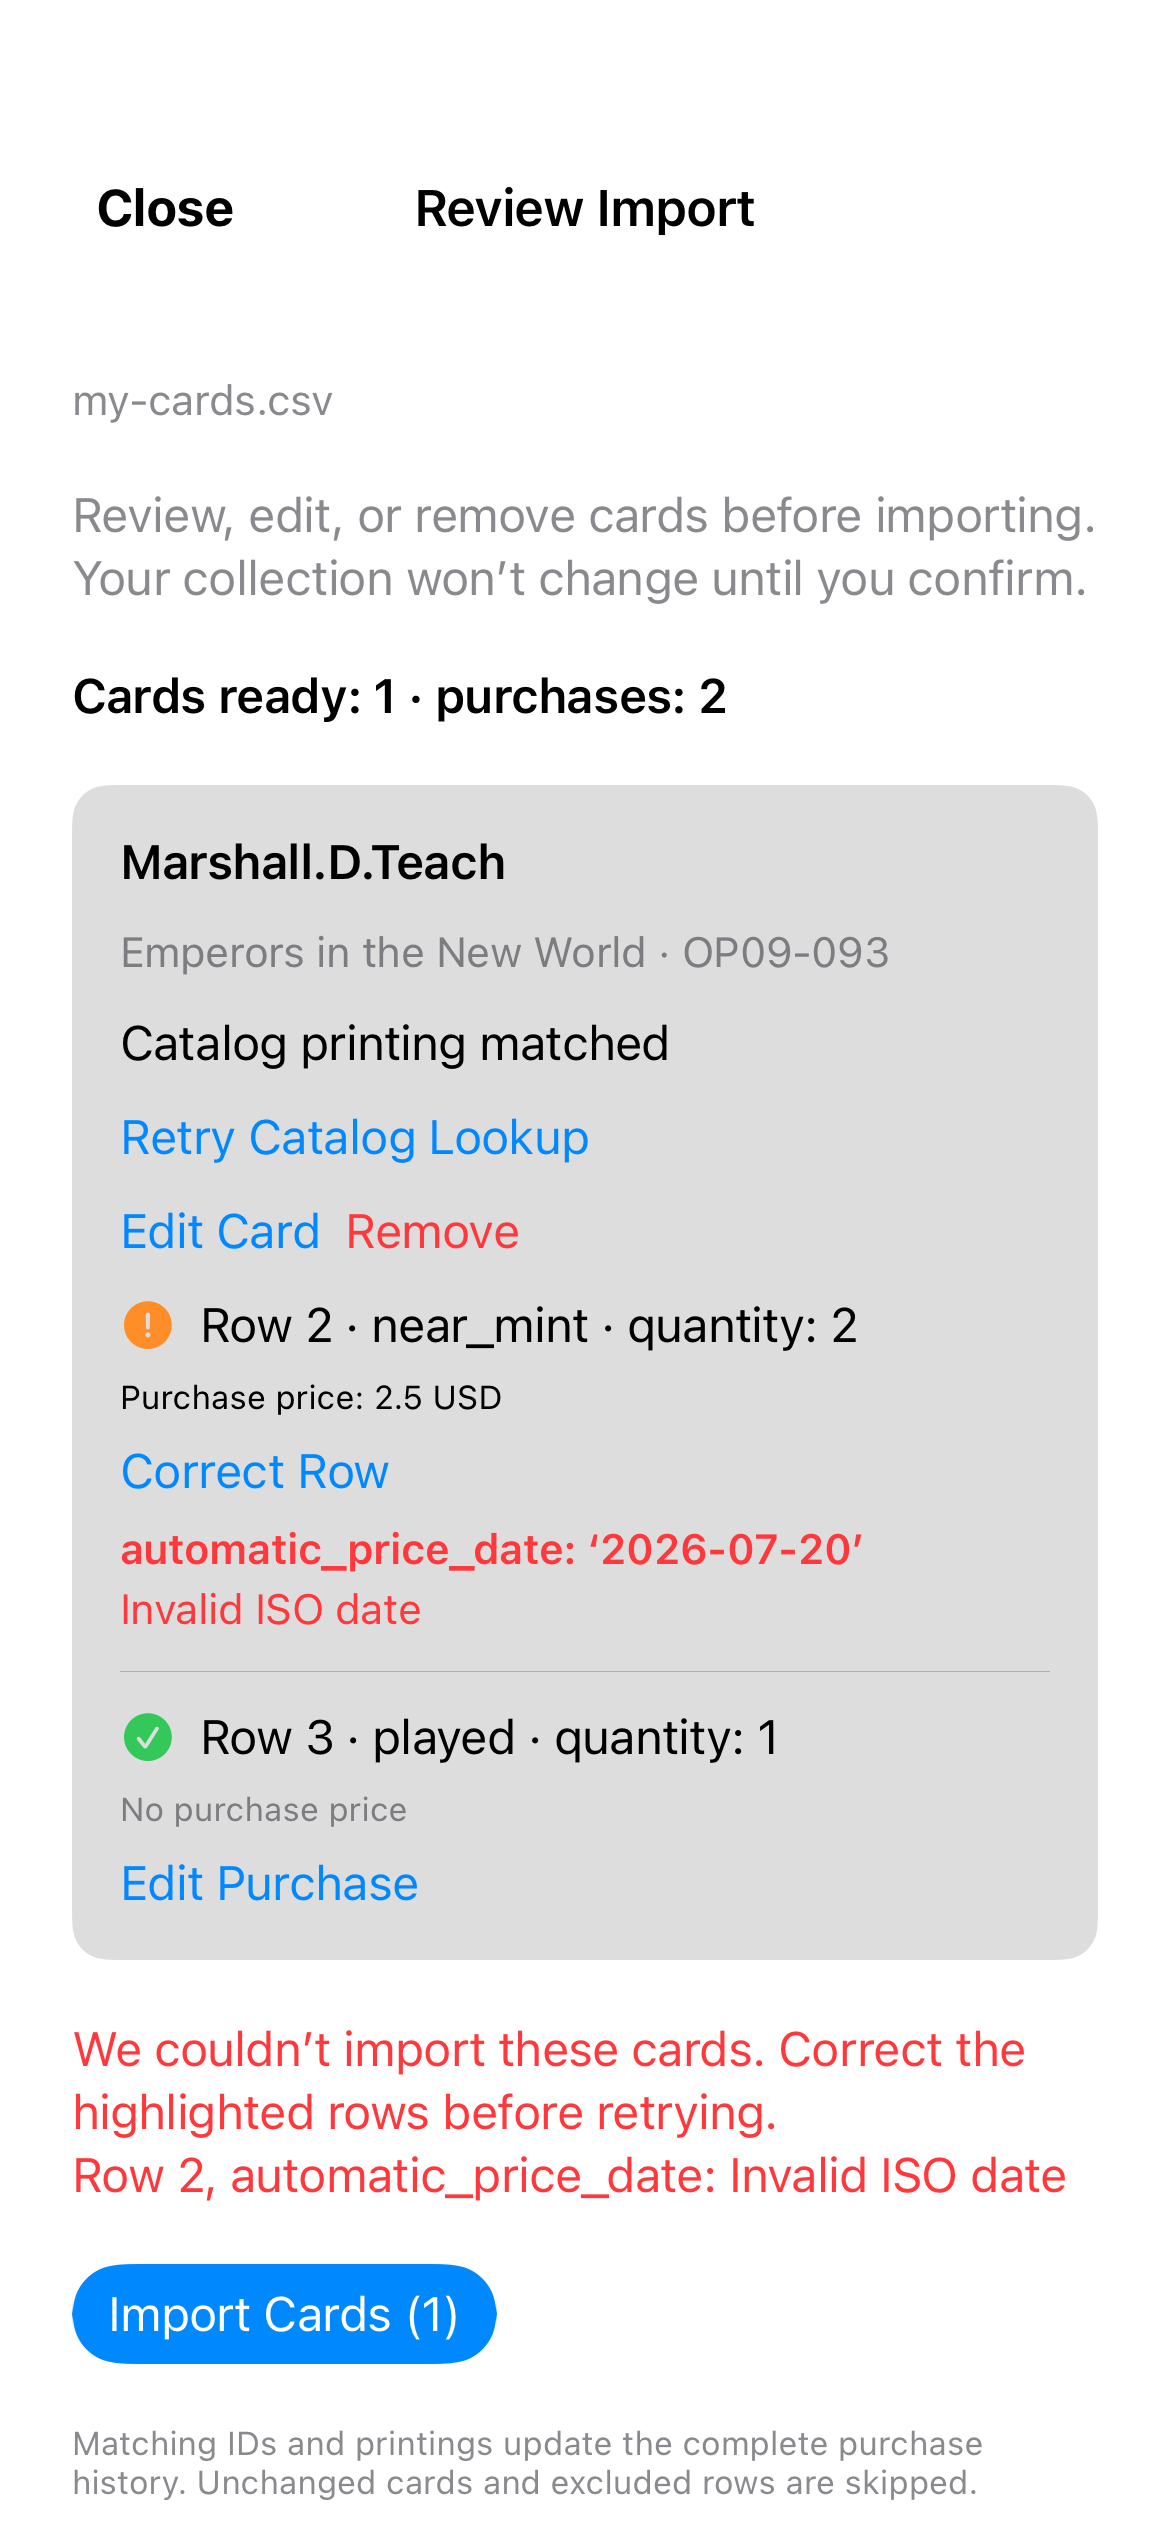 Close
Review Import
my-cards.csv
Review, edit, or remove cards before importing.
Your collection won’t change until you confirm.
Cards ready: 1 · purchases: 2
Marshall.D.Teach
Emperors in the New World · OP09-093
Catalog printing matched
Retry Catalog Lookup
Edit Card Remove
Row 2 · near_mint · quantity: 2
Purchase price: 2.5 USD
Correct Row
automatic_price_date: ‘2026-07-20’
Invalid ISO date
Row 3 · played · quantity: 1
No purchase price
Edit Purchase
We couldn’t import these cards. Correct the
highlighted rows before retrying.
Row 2, automatic_price_date: Invalid ISO date
Import Cards (1)
Matching IDs and printings update the complete purchase
history. Unchanged cards and excluded rows are skipped.